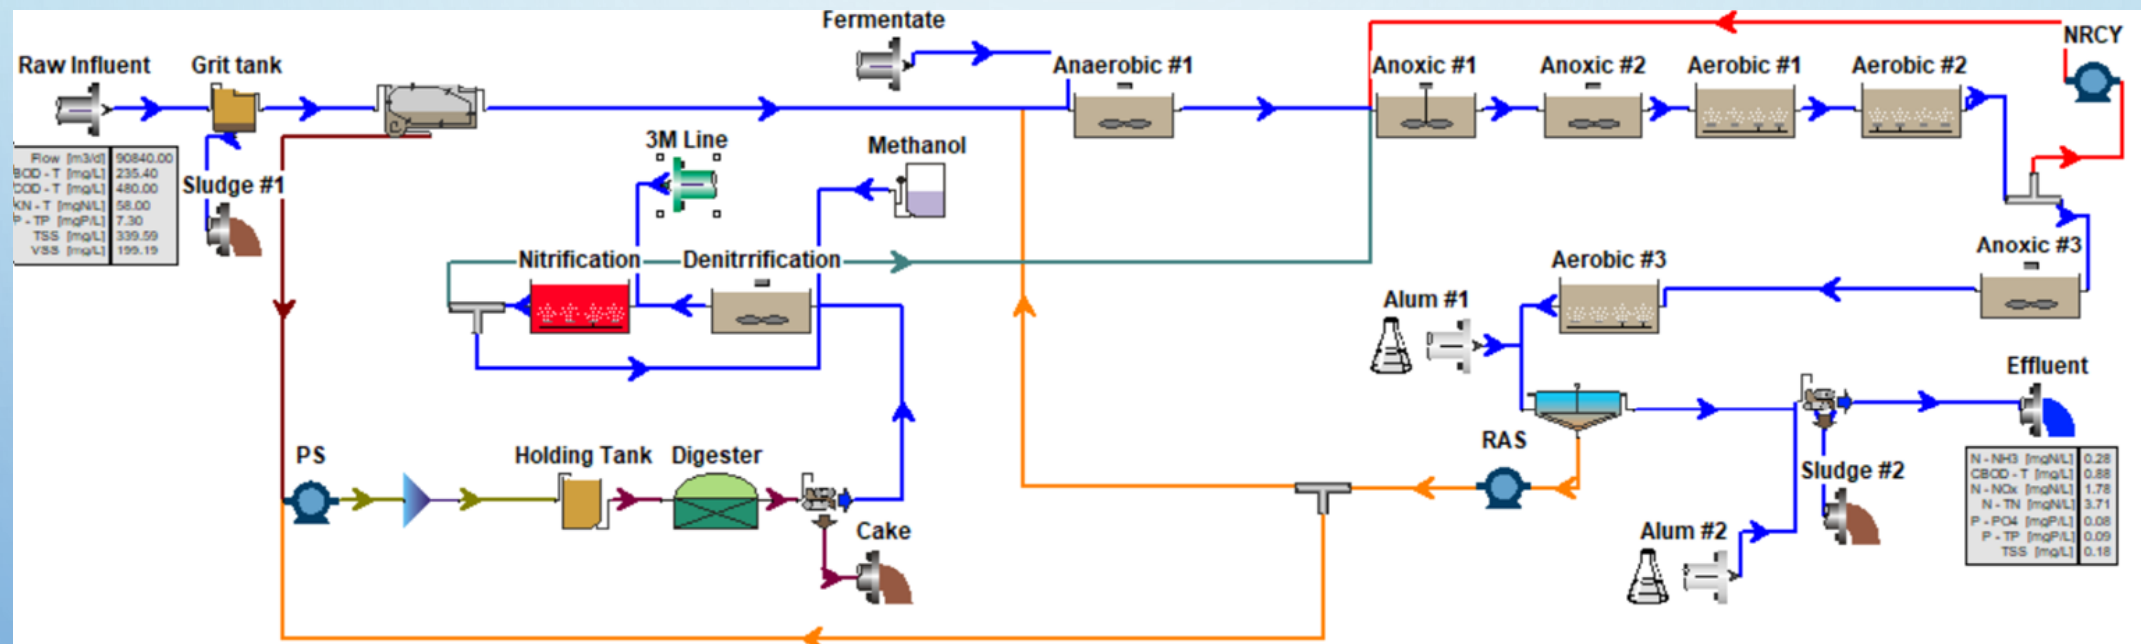 Fermentate
NRCY
Raw Influent
Grit tank
Anaerobic #1
Anoxic #1
Anoxic #2
Aerobic #1
Aerobic #2
3M Line
Methanol
Flow [m3/d] 90840.00
BOD - T [mg/L] 235.40
COD - T [mg/L] 480.00
KN - T [mgN/L] 58.00
P - TP [mgP/L] 7.30
TSS [mg/L] 339.59
VSS [mg/L] 199.19
Sludge #1
Nitrification
Denitrrification
Aerobic #3
Anoxic #3
Alum #1
Effluent
PS
Holding Tank
Digester
RAS
Sludge #2
N - NH3 [mgN/L] 0.28
CBOD - T [mg/L] 0.88
N - NOx [mgN/L] 1.78
N - TN [mgN/L] 3.71
P - PO4 [mgP/L] 0.08
P - TP [mgP/L] 0.09
TSS [mg/L] 0.18
Cake
Alum #2